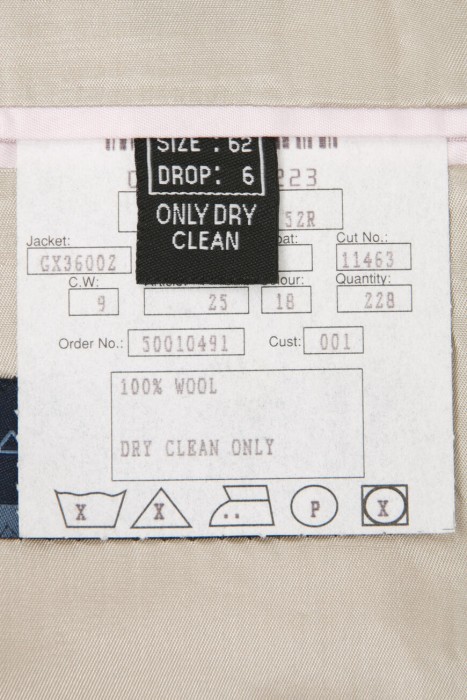 SIZE : 62
DROP: 6
ONLY DRY
CLEAN
223
52R
Jacket: Cut No.:
GX36002 11463
C.W: Quantity:
9 25 18 228
Order No.: 50010491 Cust: 001
100% WOOL
DRY CLEAN ONLY
X X .. P X